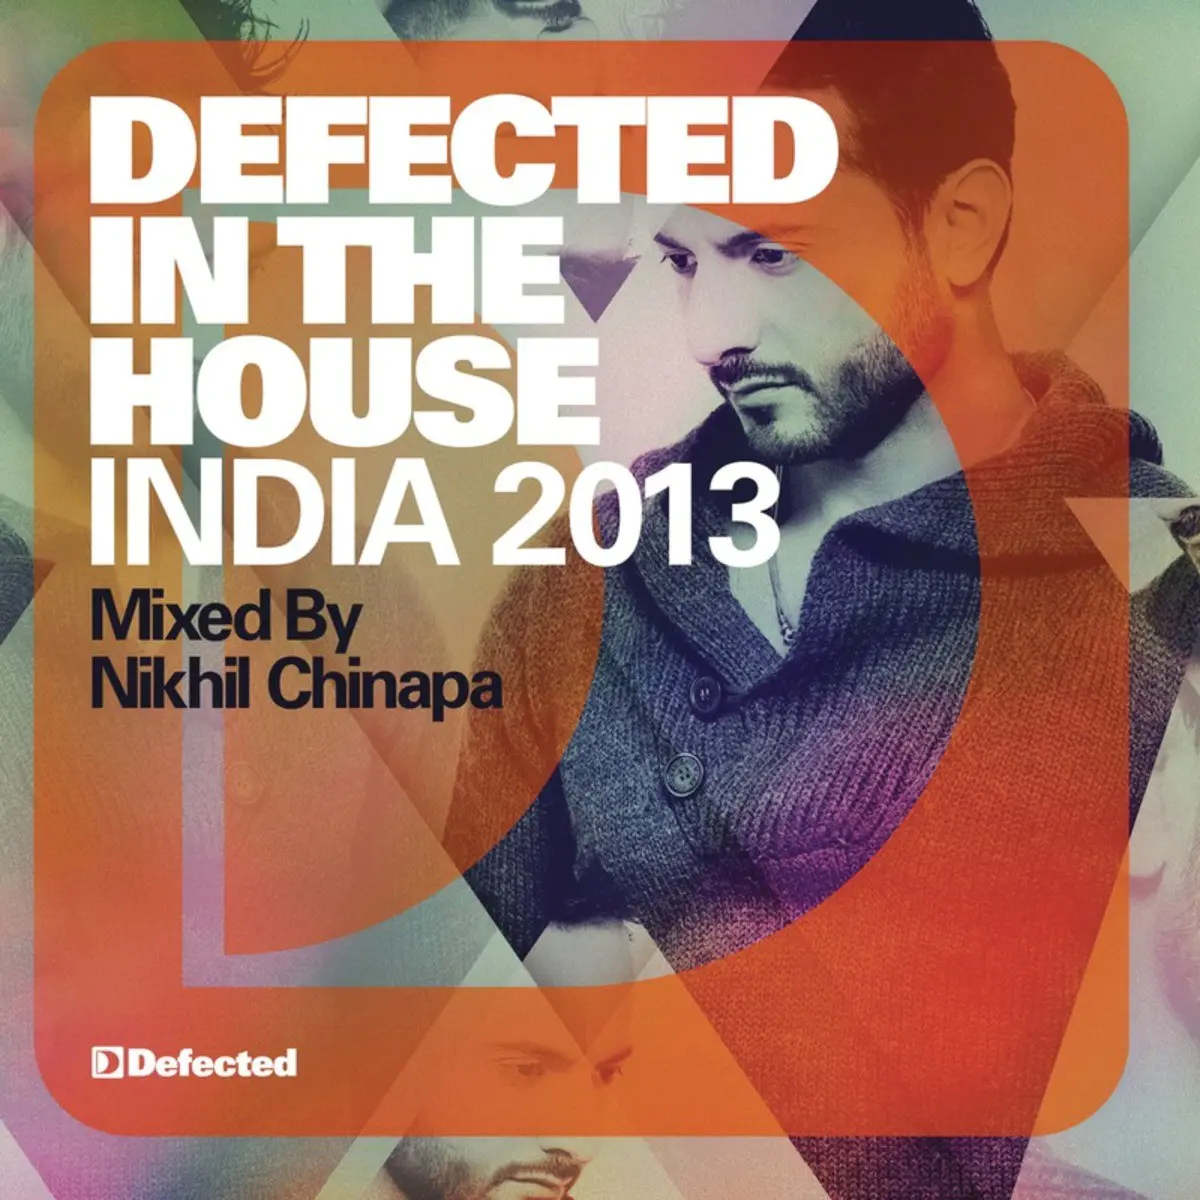 DEFECTED
IN THE
HOUSE
INDIA 2013
Mixed By
Nikhil Chinapa
Defected